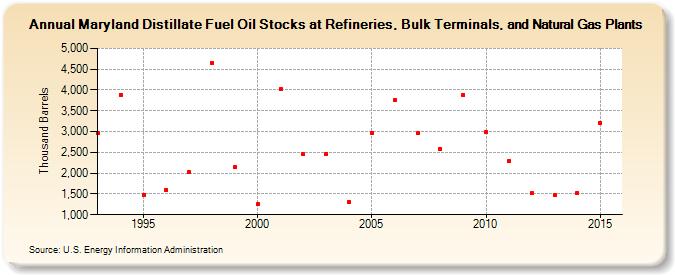 Annual Maryland Distillate Fuel Oil Stocks at Refineries, Bulk Terminals, and Natural Gas Plants
Thousand Barrels
5,000
4,500
4,000
3,500
3,000
2,500
2,000
1,500
1,000
1995 2000 2005 2010 2015
Source: U.S. Energy Information Administration